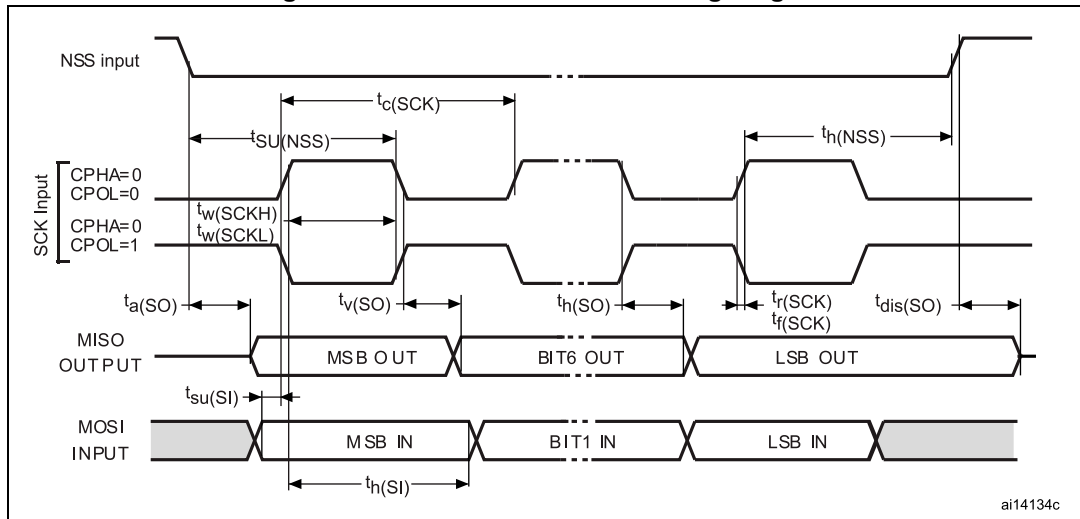 NSS input
tc(SCK)
tSU(NSS)
th(NSS)
SCK Input
CPHA=0
CPOL=0
tw(SCKH)
CPHA=0
tw(SCKL)
CPOL=1
ta(SO)
tv(SO)
th(SO)
tr(SCK)
tf(SCK)
tdis(SO)
MISO
OUTPUT
MSB OUT
BIT6 OUT
LSB OUT
tsu(SI)
MOSI
INPUT
MSB IN
BIT1 IN
LSB IN
th(SI)
ai14134c